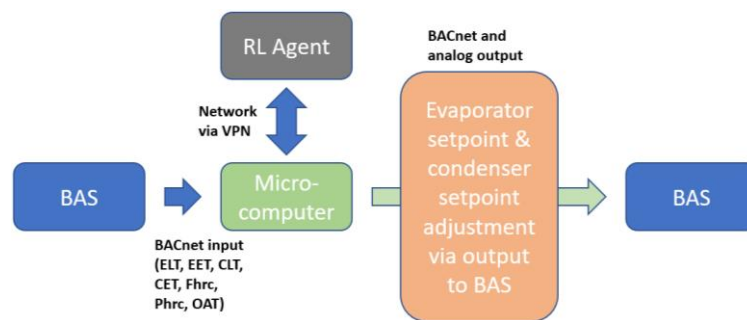 RL Agent
BACnet and
analog output
Network
via VPN
BAS
Micro-
computer
Evaporator
setpoint &
condenser
setpoint
adjustment
via output
to BAS
BAS
BACnet input
(ELT, EET, CLT,
CET, Fhrc,
Phrc, OAT)